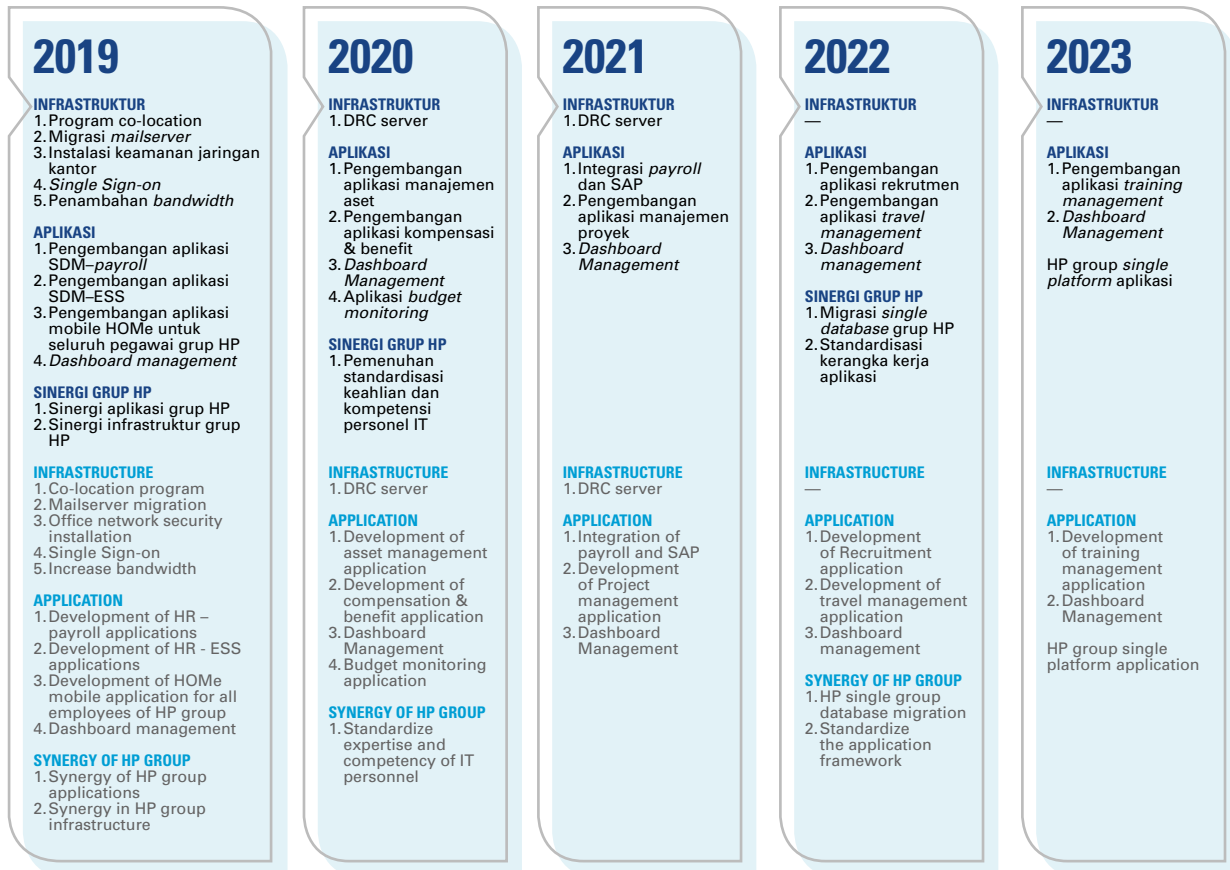 2019
INFRASTRUKTUR
1. Program co-location
2. Migrasi mailserver
3. Instalasi keamanan jaringan
kantor
4. Single Sign-on
5. Penambahan bandwidth
APLIKASI
1. Pengembangan aplikasi
SDM–payroll
2. Pengembangan aplikasi
SDM–ESS
3. Pengembangan aplikasi
mobile HOMe untuk
seluruh pegawai grup HP
4. Dashboard management
SINERGI GRUP HP
1. Sinergi aplikasi grup HP
2. Sinergi infrastruktur grup
HP
INFRASTRUCTURE
1. Co-location program
2. Mailserver migration
3. Office network security
installation
4. Single Sign-on
5. Increase bandwidth
APPLICATION
1. Development of HR –
payroll applications
2. Development of HR - ESS
applications
3. Development of HOMe
mobile application for all
employees of HP group
4. Dashboard management
SYNERGY OF HP GROUP
1. Synergy of HP group
applications
2. Synergy in HP group
infrastructure
2020
INFRASTRUKTUR
1. DRC server
APLIKASI
1. Pengembangan
aplikasi manajemen
aset
2. Pengembangan
aplikasi kompensasi
& benefit
3. Dashboard
Management
4. Aplikasi budget
monitoring
SINERGI GRUP HP
1. Pemenuhan
standardisasi
keahlian dan
kompetensi
personel IT
INFRASTRUCTURE
1. DRC server
APPLICATION
1. Development of
asset management
application
2. Development of
compensation &
benefit application
3. Dashboard
Management
4. Budget monitoring
application
SYNERGY OF HP GROUP
1. Standardize
expertise and
competency of IT
personnel
2021
INFRASTRUKTUR
1. DRC server
APLIKASI
1. Integrasi payroll
dan SAP
2. Pengembangan
aplikasi manajemen
proyek
3. Dashboard
Management
INFRASTRUCTURE
1. DRC server
APPLICATION
1. Integration of
payroll and SAP
2. Development
of Project
management
application
3. Dashboard
Management
2022
INFRASTRUKTUR
—
APLIKASI
1. Pengembangan
aplikasi rekrutmen
2. Pengembangan
aplikasi travel
management
3. Dashboard
management
SINERGI GRUP HP
1. Migrasi single
database grup HP
2. Standardisasi
kerangka kerja
aplikasi
INFRASTRUCTURE
—
APPLICATION
1. Development
of Recruitment
application
2. Development of
travel management
application
3. Dashboard
management
SYNERGY OF HP GROUP
1. HP single group
database migration
2. Standardize
the application
framework
2023
INFRASTRUKTUR
—
APLIKASI
1. Pengembangan
aplikasi training
management
2. Dashboard
Management
HP group single
platform aplikasi
INFRASTRUCTURE
—
APPLICATION
1. Development
of training
management
application
2. Dashboard
Management
HP group single
platform application